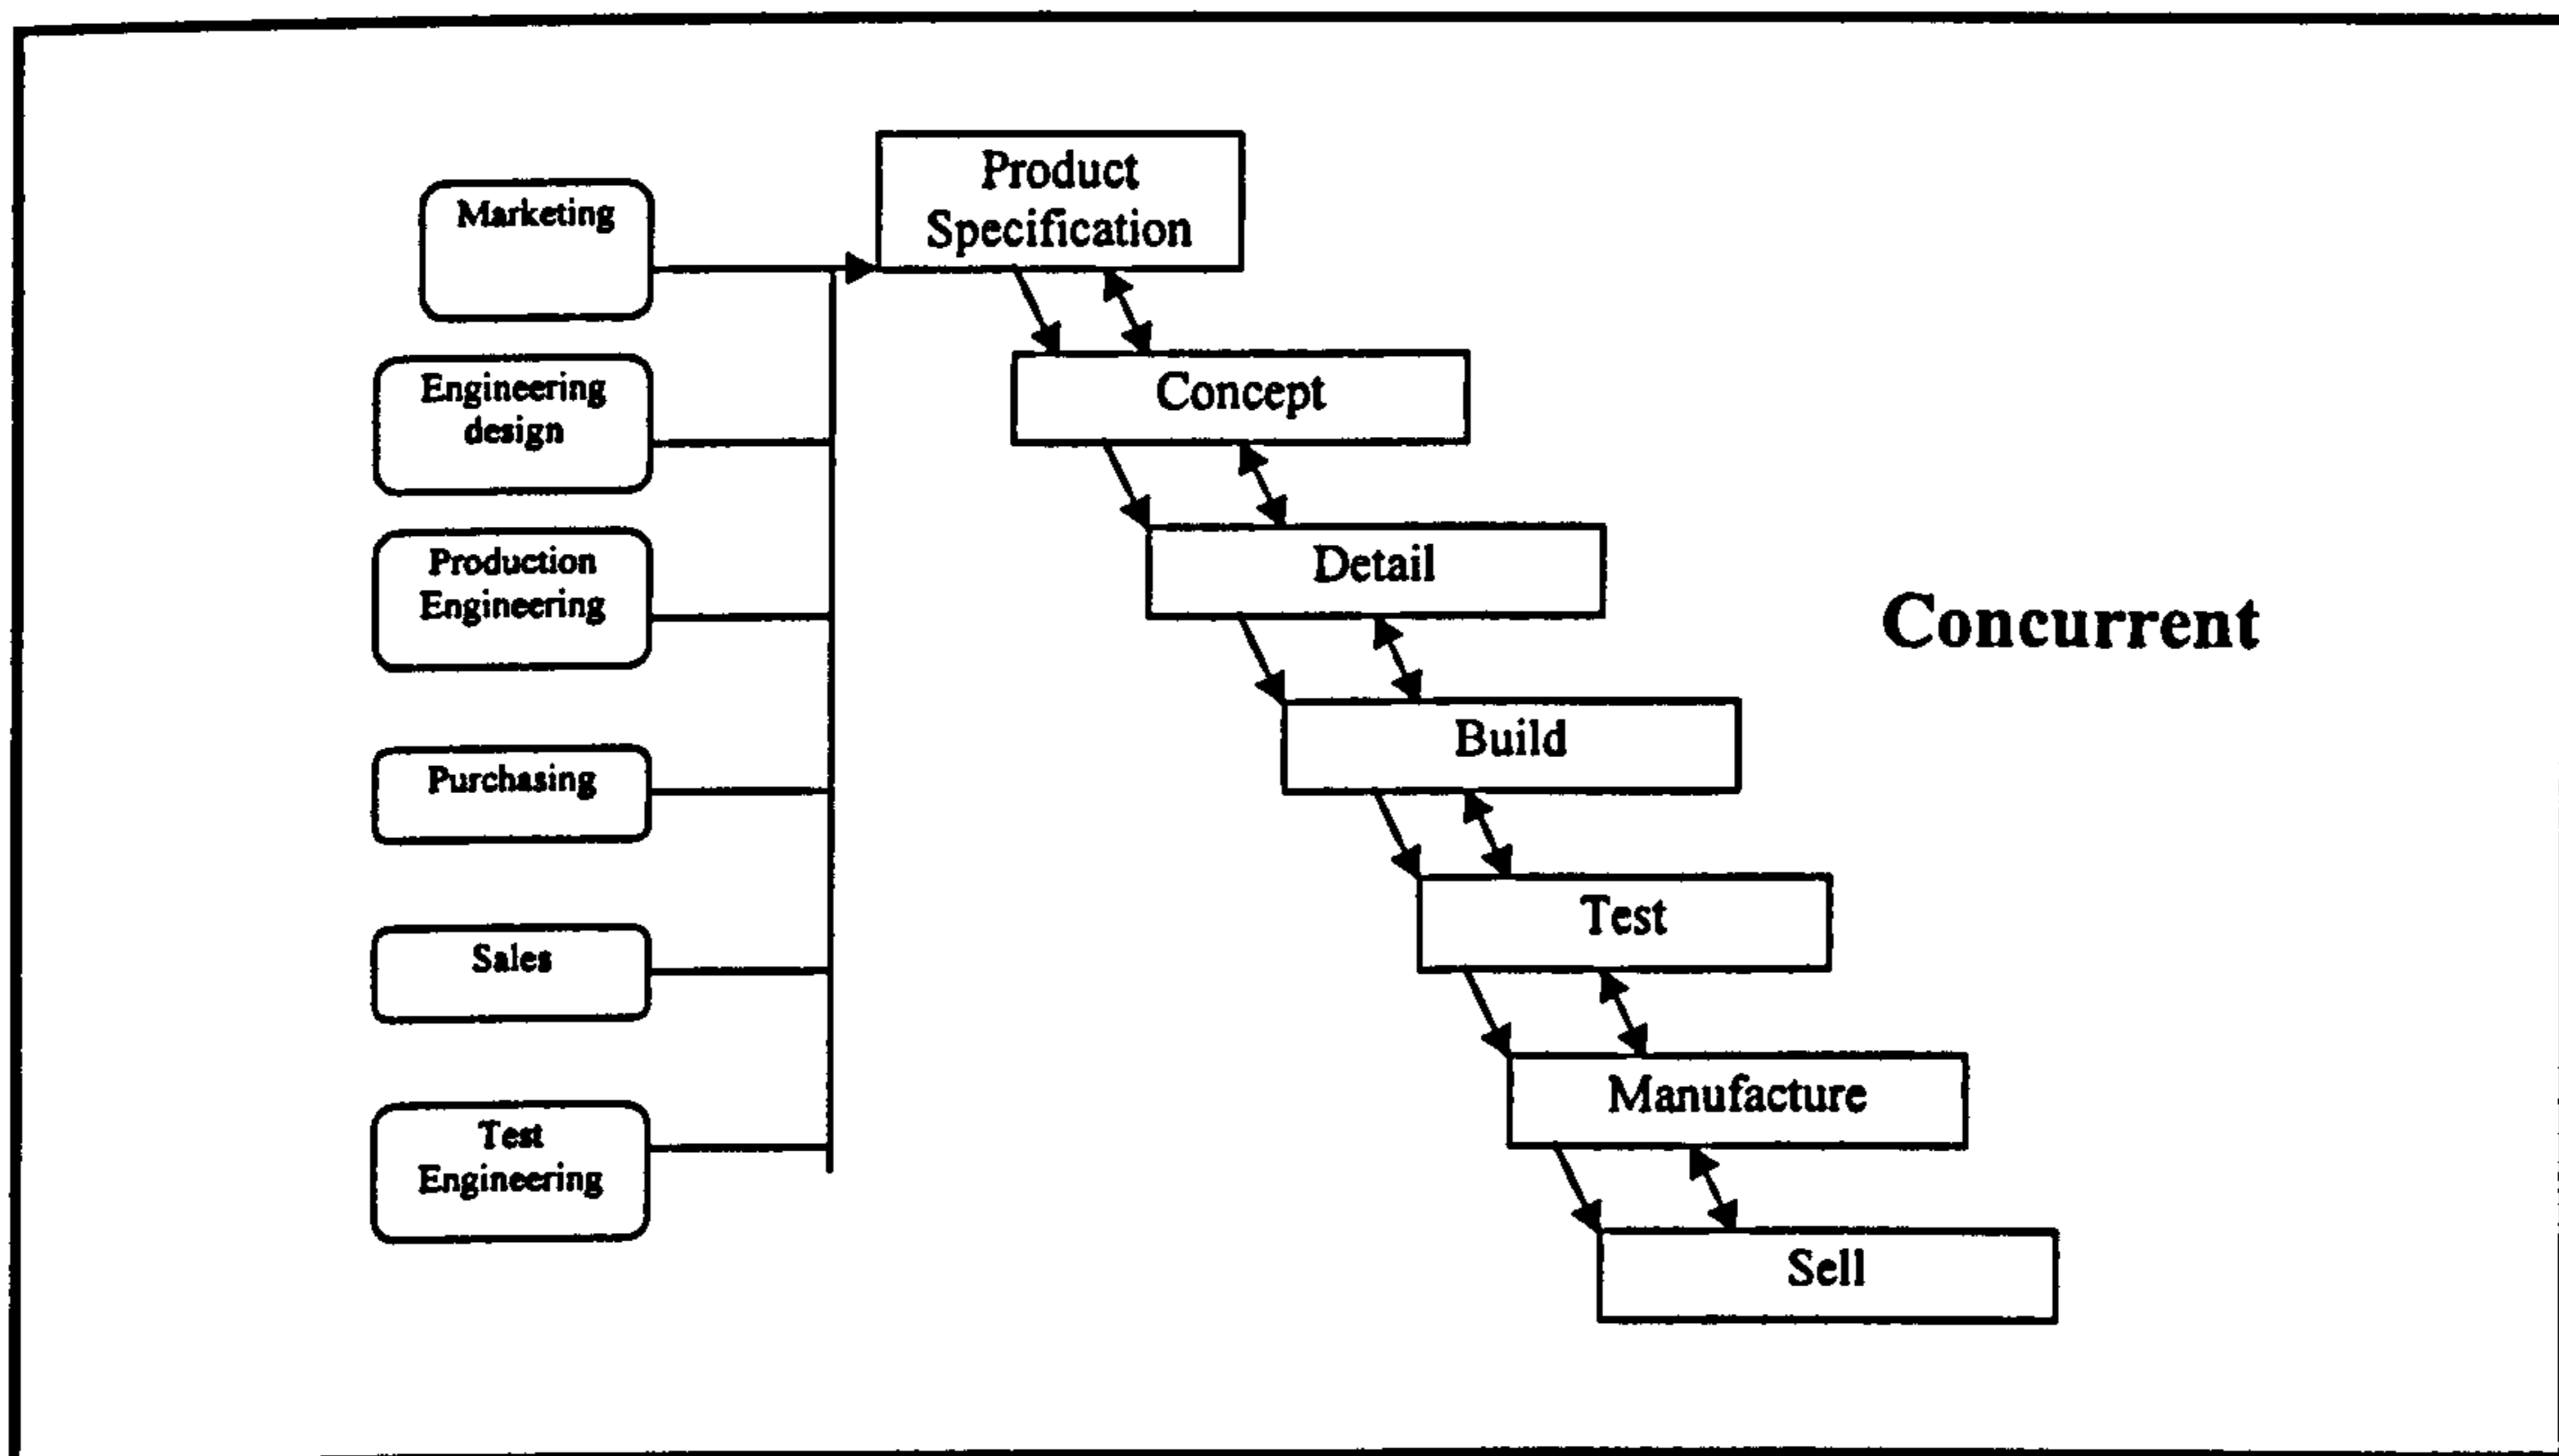 Marketing
Engineering
design
Production
Engineering
Purchasing
Sales
Test
Engineering
Product
Specification
Concept
Detail
Build
Test
Manufacture
Sell
Concurrent